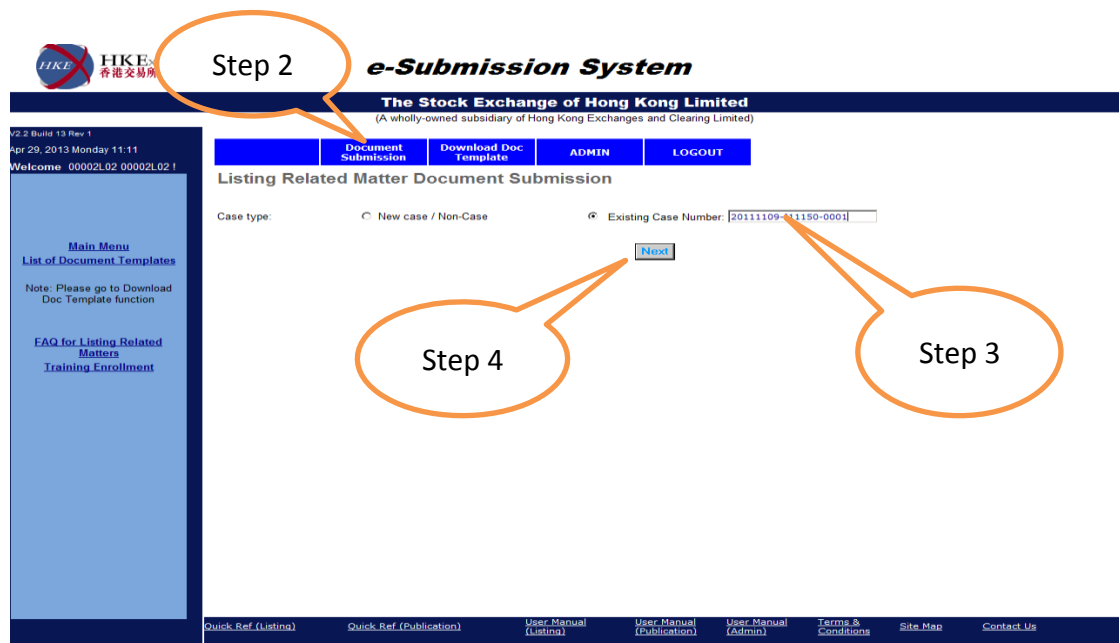 HKEx
HKE
香港交易所
Step 2
e-Submission System
The Stock Exchange of Hong Kong Limited
(A wholly-owned subsidiary of Hong Kong Exchanges and Clearing Limited)
V2.2 Build 13 Rev 1
Apr 29, 2013 Monday 11:11
Welcome 00002L02 00002L02 !
Document
Submission
Download Doc
Template
ADMIN
LOGOUT
Listing Related Matter Document Submission
Case type:
New case / Non-Case
Existing Case Number:
Next
Main Menu
List of Document Templates
Note: Please go to Download
Doc Template function
FAQ for Listing Related
Matters
Training Enrollment
Step 4
Step 3
Quick Ref (Listing)
Quick Ref (Publication)
User Manual
(Listing)
User Manual
(Publication)
User Manual
(Admin)
Terms &
Conditions
Site Map
Contact Us